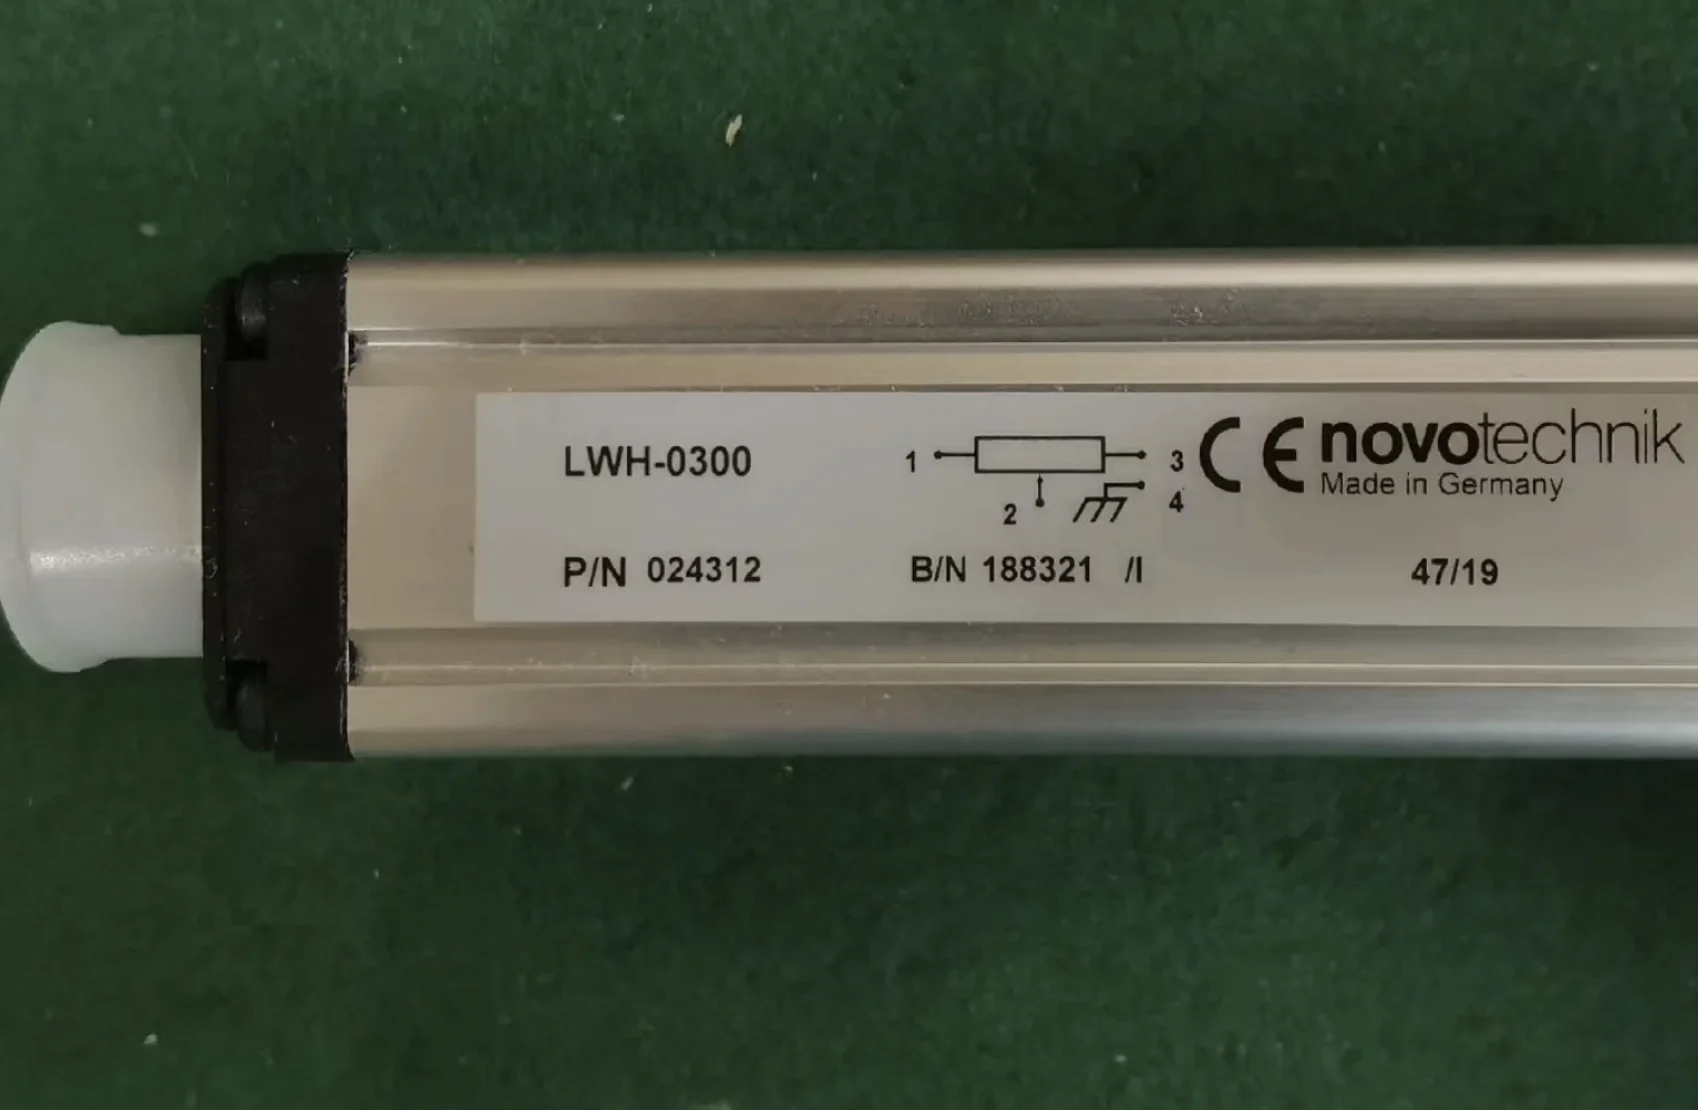 LWH-0300
1 3
2 4
CE novotechnik
Made in Germany
P/N 024312 B/N 188321 /I 47/19